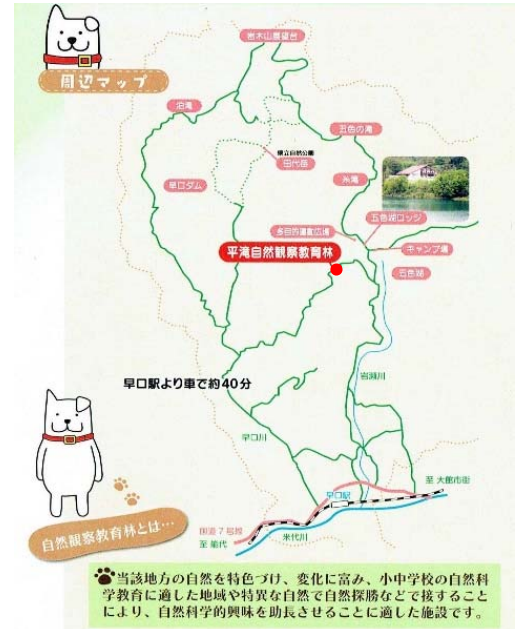 岩木山展望台
周辺マップ
泊滝
五色の滝
県立自然公園
田代岳
糸滝
早口ダム
五色湖ロッジ
多目的運動広場
キャンプ場
平滝自然観察教育林
五色湖
早口駅より車で約40分
岩瀬川
早口川
至 大館市街
早口駅
国道7号線
至 能代
米代川
自然観察教育林とは…
当該地方の自然を特色づけ、変化に富み、小中学校の自然科
学教育に適した地域や特異な自然で自然探勝などで接すること
により、自然科学的興味を助長させることに適した施設です。